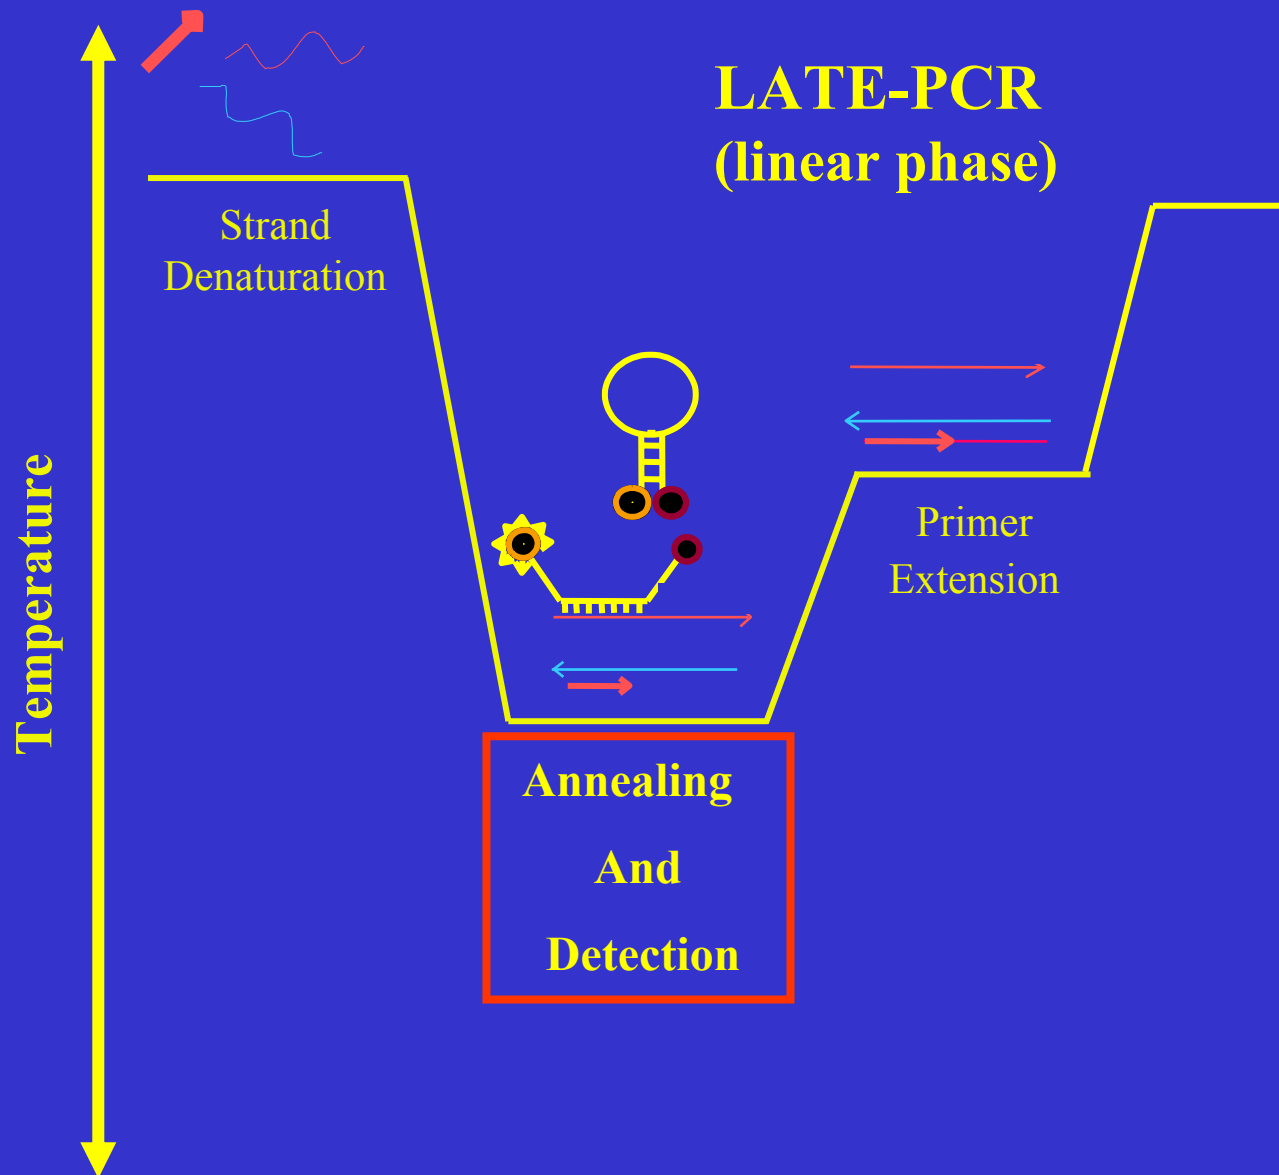 LATE-PCR
(linear phase)
Strand
Denaturation
Temperature
Primer
Extension
Annealing
And
Detection